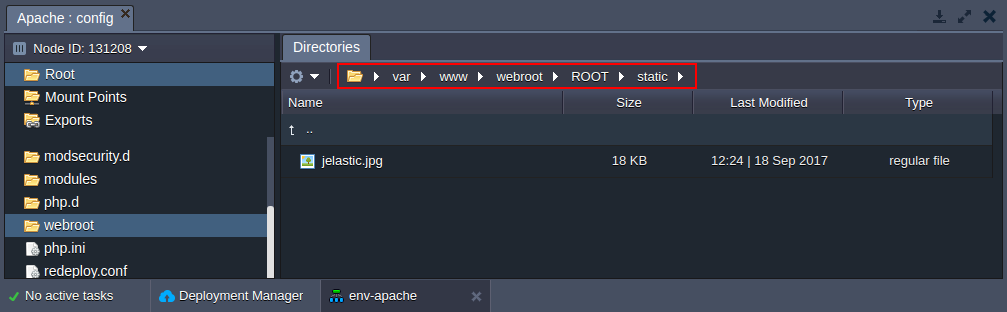 Apache : config
Node ID: 131208
Root
Mount Points
Exports
modsecurity.d
modules
php.d
webroot
php.ini
redeploy.conf
Directories
var www webroot ROOT static
Name Size Last Modified Type
..
jelastic.jpg 18 KB 12:24 | 18 Sep 2017 regular file
No active tasks Deployment Manager env-apache